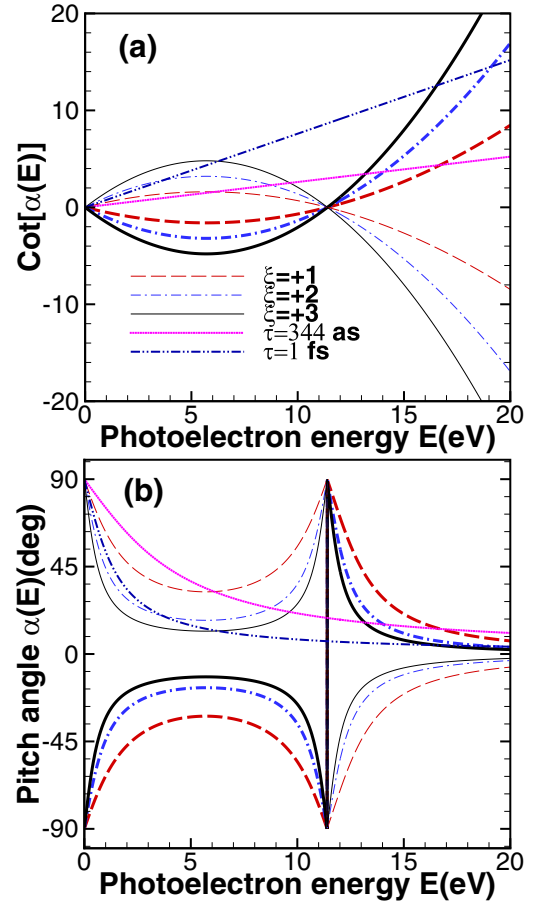 (a)
Cot[α(E)]
20
10
0
-10
-20
ξ=+1
ξ=+2
ξ=+3
τ=344 as
τ=1 fs
0 5 10 15 20
Photoelectron energy E(eV)
(b)
Pitch angle α(E)(deg)
90
45
0
-45
-90
0 5 10 15 20
Photoelectron energy E(eV)